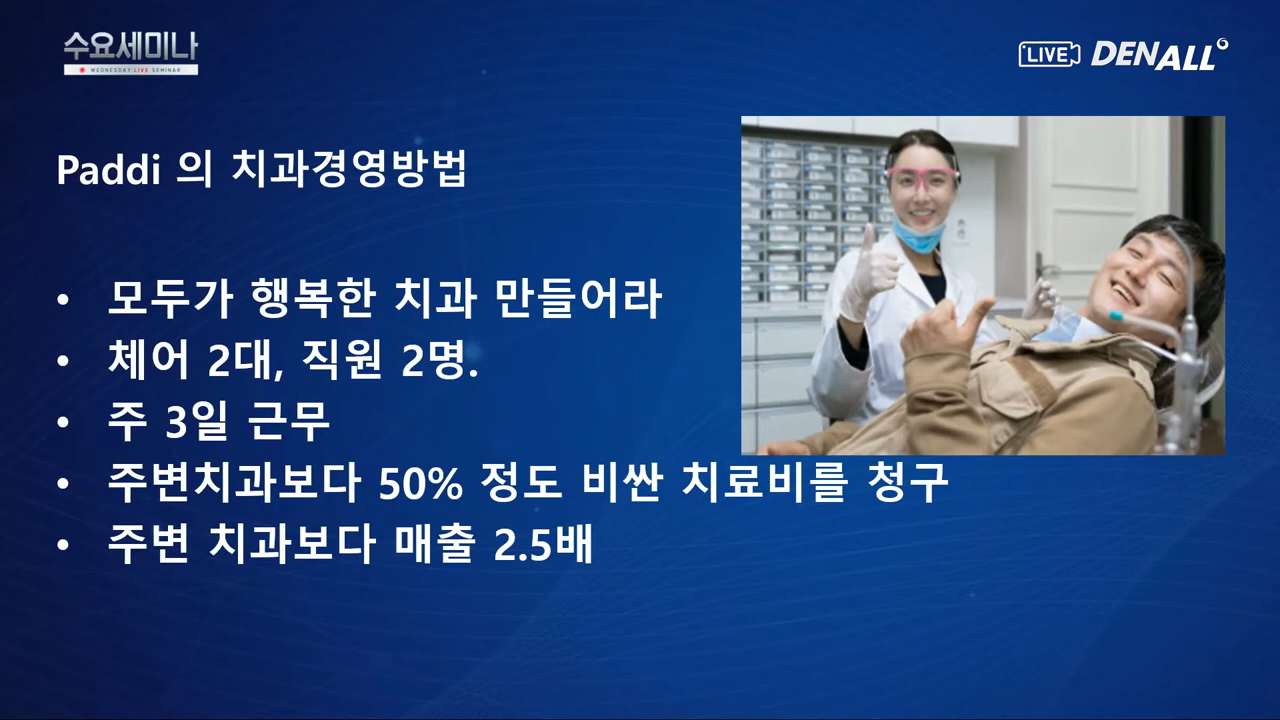 수요세미나
WEDNESDAY LIVE SEMINAR
LIVE DENALL
Paddi 의 치과경영방법
• 모두가 행복한 치과 만들어라
• 체어 2대, 직원 2명.
• 주 3일 근무
• 주변치과보다 50% 정도 비싼 치료비를 청구
• 주변 치과보다 매출 2.5배